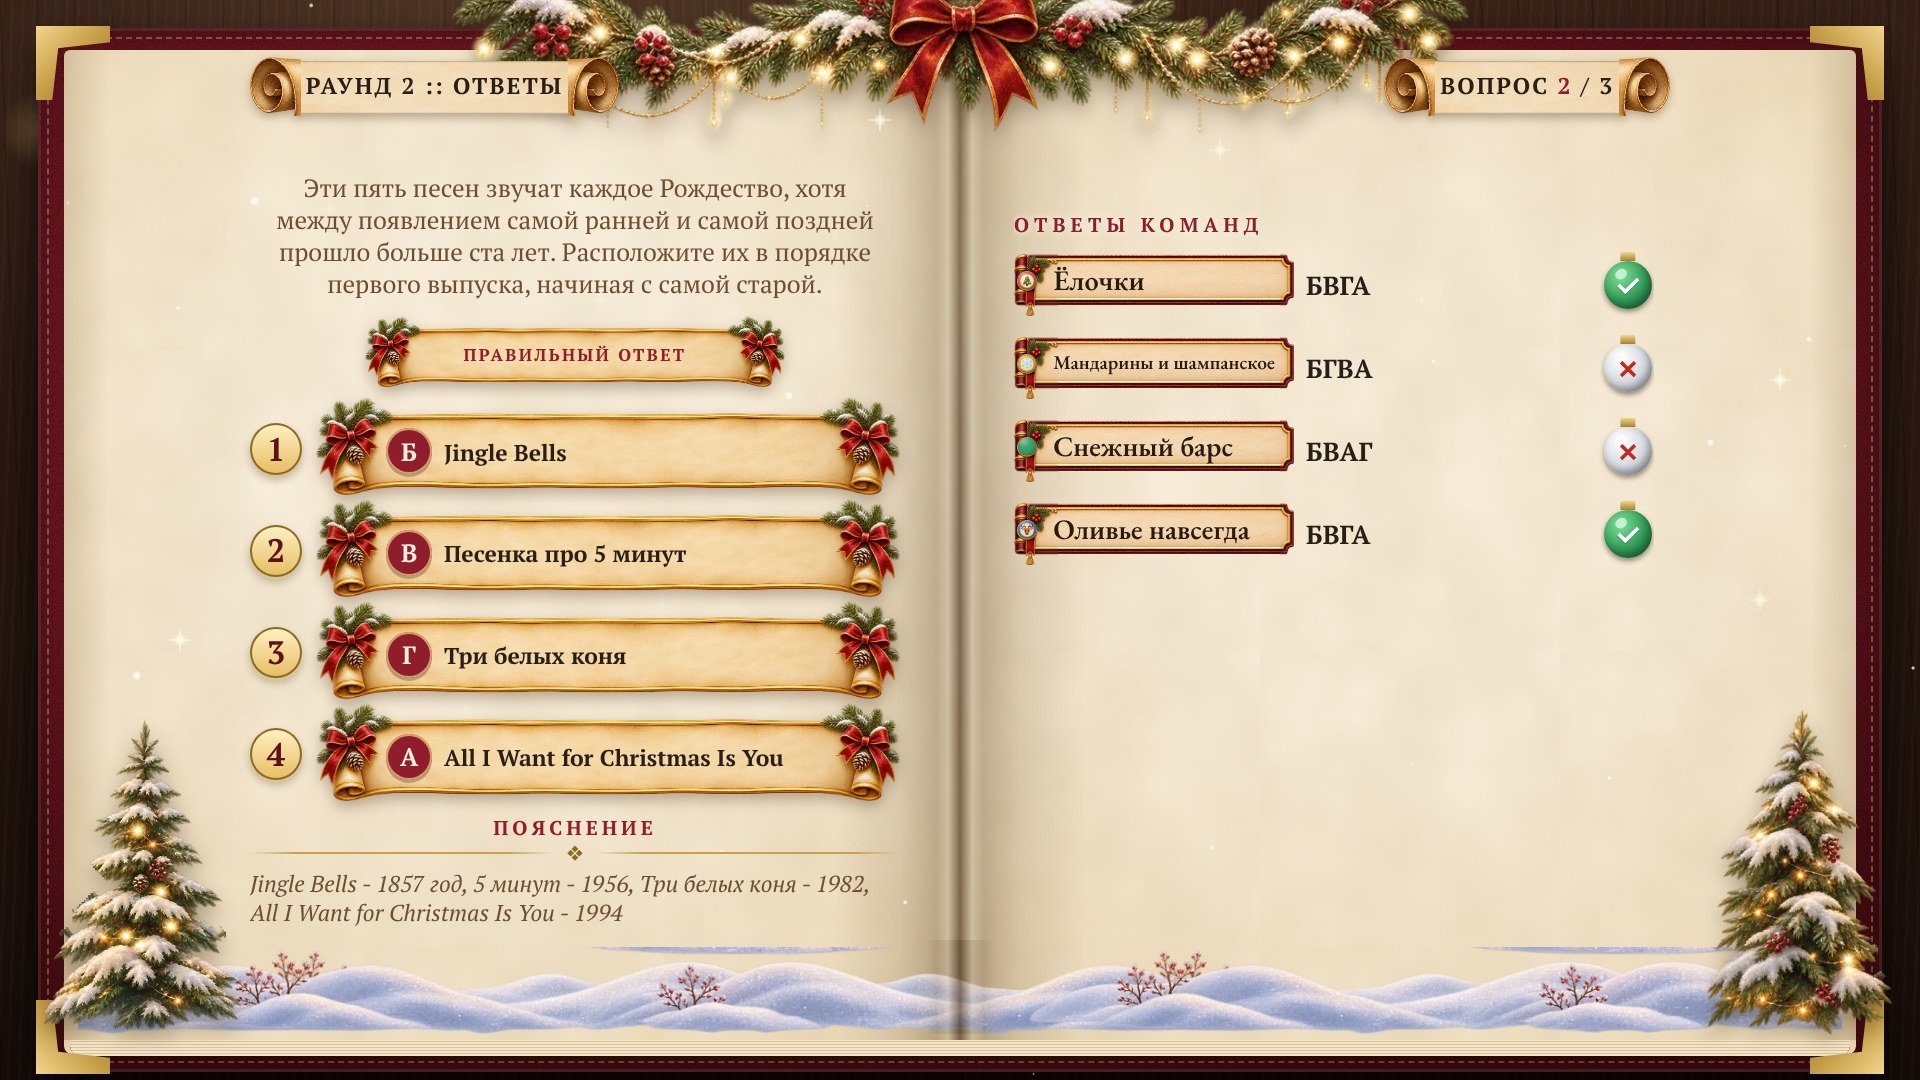 РАУНД 2 :: ОТВЕТЫ
ВОПРОС 2 / 3
Эти пять песен звучат каждое Рождество, хотя
между появлением самой ранней и самой поздней
прошло больше ста лет. Расположите их в порядке
первого выпуска, начиная с самой старой.
ПРАВИЛЬНЫЙ ОТВЕТ
1 Б Jingle Bells
2 В Песенка про 5 минут
3 Г Три белых коня
4 А All I Want for Christmas Is You
ПОЯСНЕНИЕ
Jingle Bells - 1857 год, 5 минут - 1956, Три белых коня - 1982,
All I Want for Christmas Is You - 1994
ОТВЕТЫ КОМАНД
Ёлочки БВГА
Мандарины и шампанское БГВА
Снежный барс БВАГ
Оливье навсегда БВГА